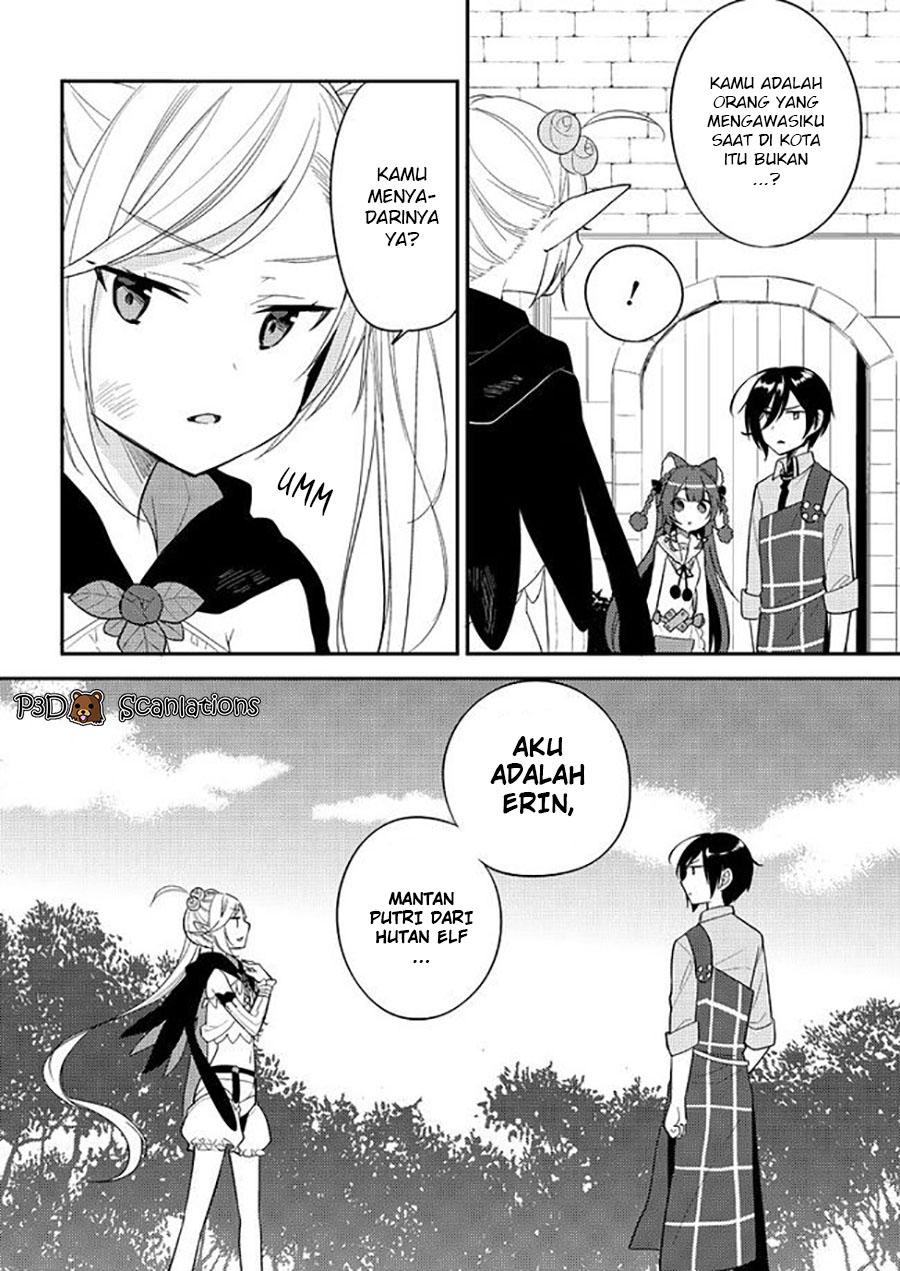 KAMU ADALAH
ORANG YANG
MENGAWASIKU
SAAT DI KOTA
ITU BUKAN
...?
!
KAMU
MENYA-
DARINYA
YA?
UMM
P3D Scanlations
AKU
ADALAH
ERIN,
MANTAN
PUTRI DARI
HUTAN ELF
...